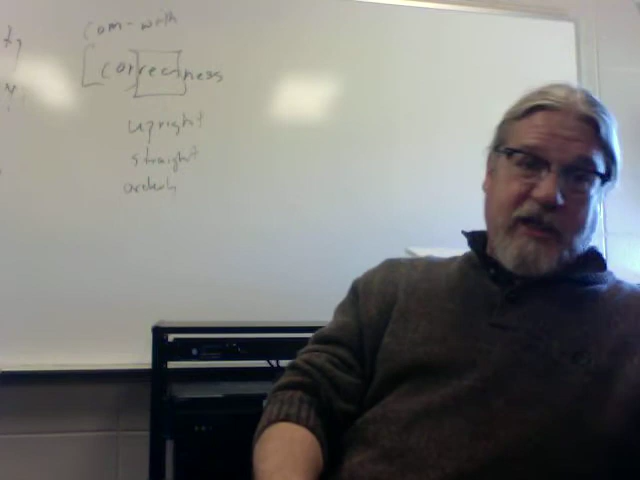 com-with
[correctness
upright
straight
orderly